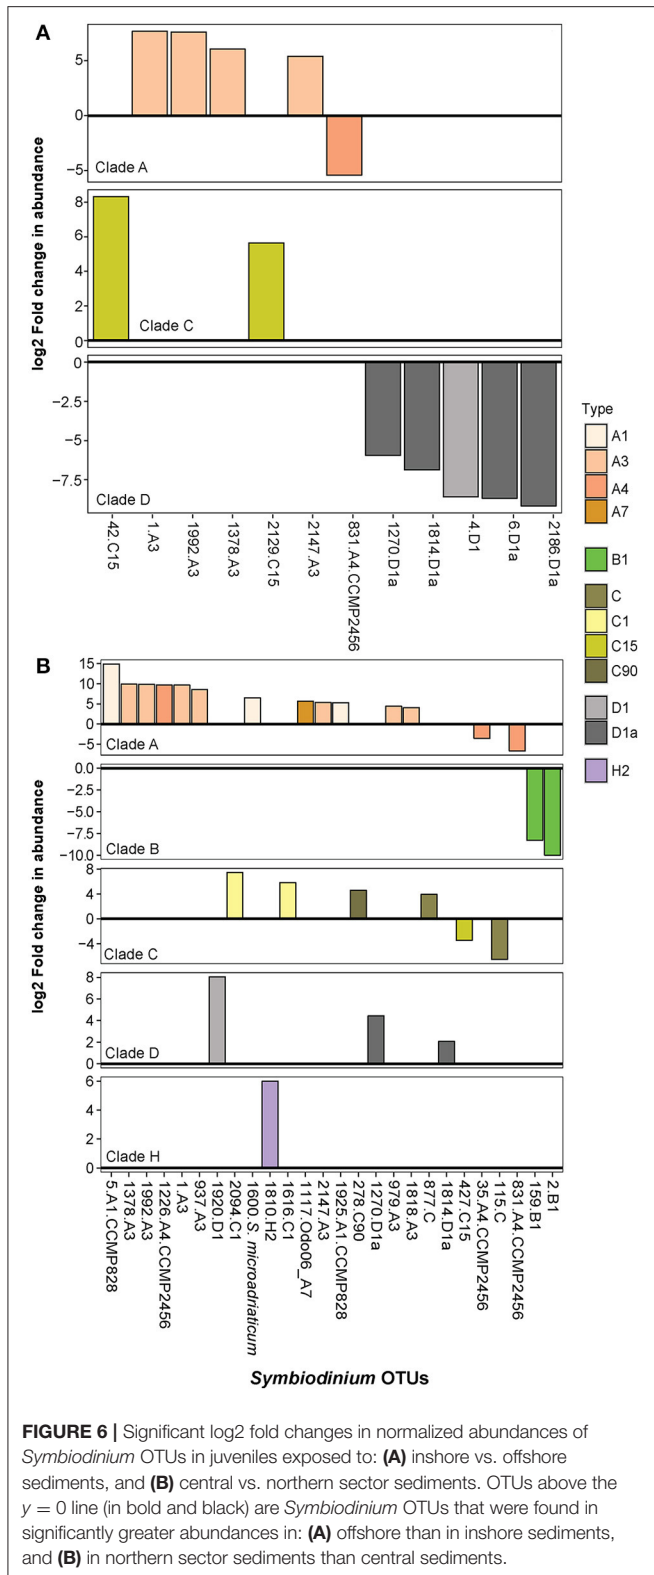 A
5
0
−5
Clade A
8
6
4
2
0
Clade C
0
−2.5
−5
−7.5
Clade D
log2 Fold change in abundance
42.C15
1.A3
1992.A3
1378.A3
2129.C15
2147.A3
831.A4.CCMP2456
1270.D1a
1814.D1a
4.D1
6.D1a
2186.D1a
Type
A1
A3
A4
A7
B1
C
C1
C15
C90
D1
D1a
H2
B
15
10
5
0
−5
Clade A
0.0
−2.5
−5.0
−7.5
−10.0
Clade B
8
4
0
−4
Clade C
8
6
4
2
0
Clade D
6
4
2
0
Clade H
log2 Fold change in abundance
5.A1.CCMP828
1378.A3
1992.A3
1226.A4.CCMP2456
1.A3
937.A3
1920.D1
2094.C1
1600.S. microadriaticum
1810.H2
1616.C1
1117.Odo06_A7
2147.A3
1925.A1.CCMP828
278.C90
1270.D1a
979.A3
1818.A3
877.C
1814.D1a
427.C15
35.A4.CCMP2456
115.C
831.A4.CCMP2456
159.B1
2.B1
Symbiodinium OTUs
FIGURE 6 | Significant log2 fold changes in normalized abundances of
Symbiodinium OTUs in juveniles exposed to: (A) inshore vs. offshore
sediments, and (B) central vs. northern sector sediments. OTUs above the
y = 0 line (in bold and black) are Symbiodinium OTUs that were found in
significantly greater abundances in: (A) offshore than in inshore sediments,
and (B) in northern sector sediments than central sediments.